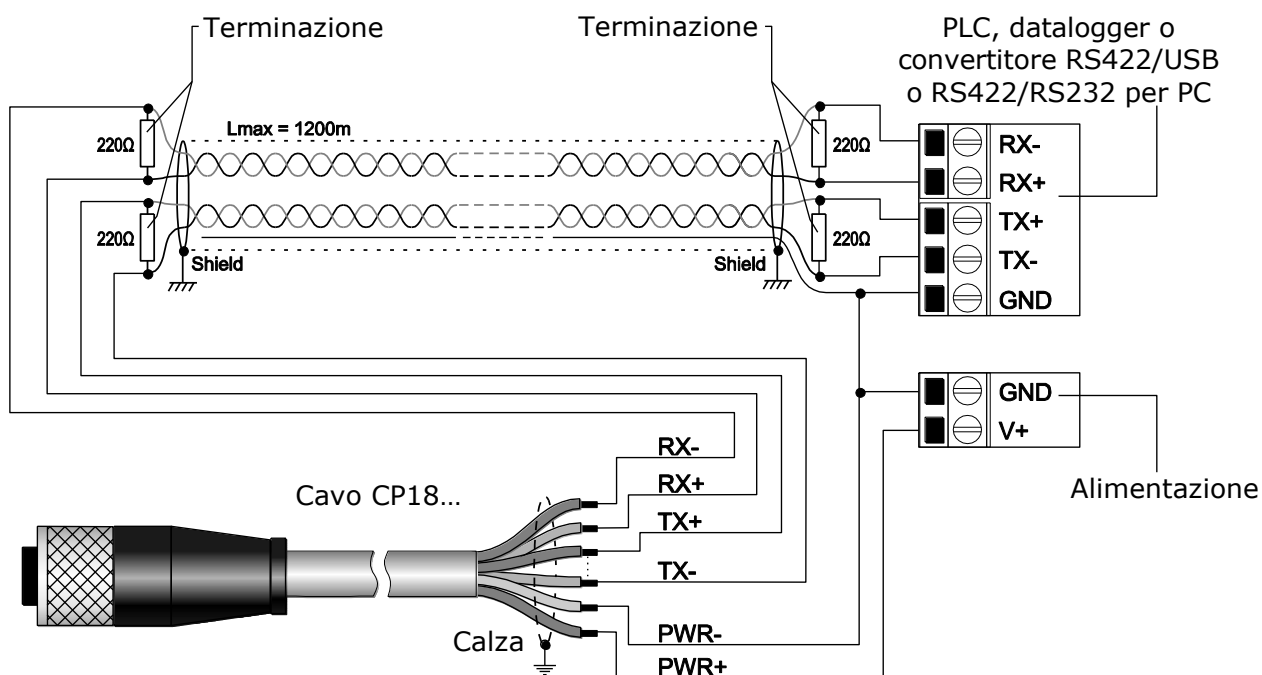 Terminazione
Terminazione
PLC, datalogger o
convertitore RS422/USB
o RS422/RS232 per PC
Lmax = 1200m
220Ω
220Ω
RX-
RX+
TX+
220Ω
220Ω
TX-
Shield
Shield
GND
GND
V+
RX-
Alimentazione
Cavo CP18...
RX+
TX+
TX-
Calza
PWR-
PWR+